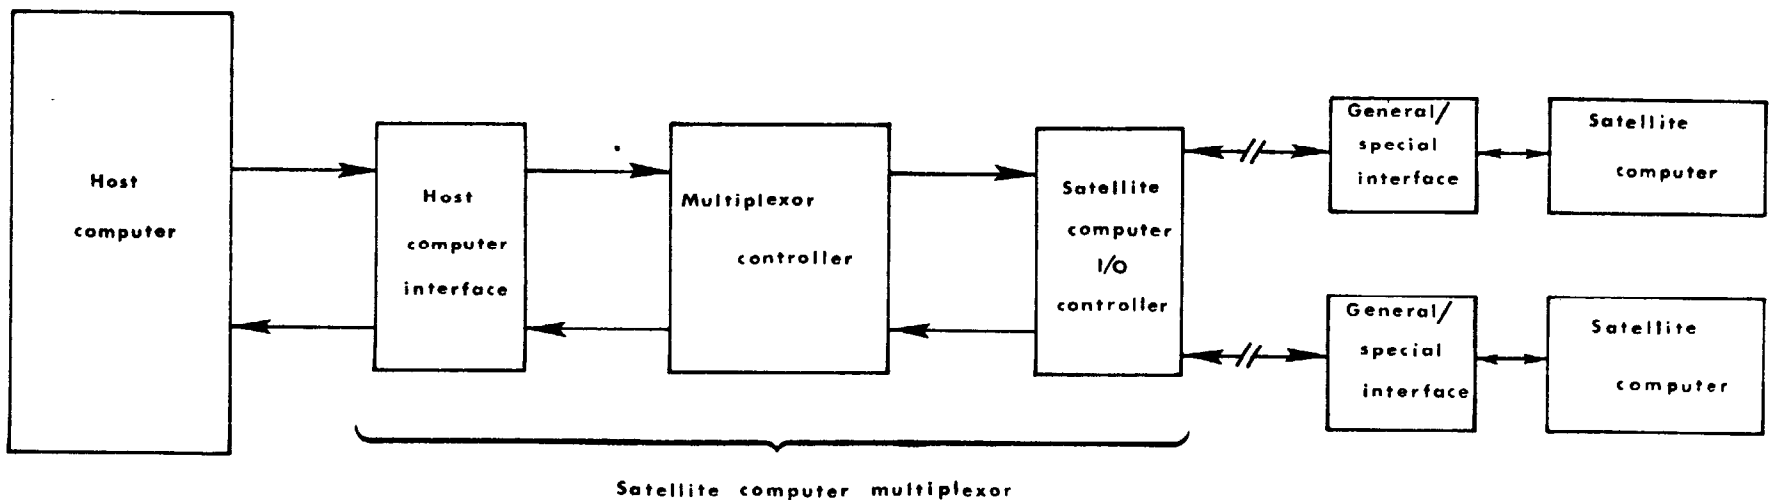 Host
computer
Host
computer
interface
Multiplexor
controller
Satellite
computer
I/O
controller
General/
special
interface
Satellite
computer
General/
special
interface
Satellite
computer
Satellite computer multiplexor